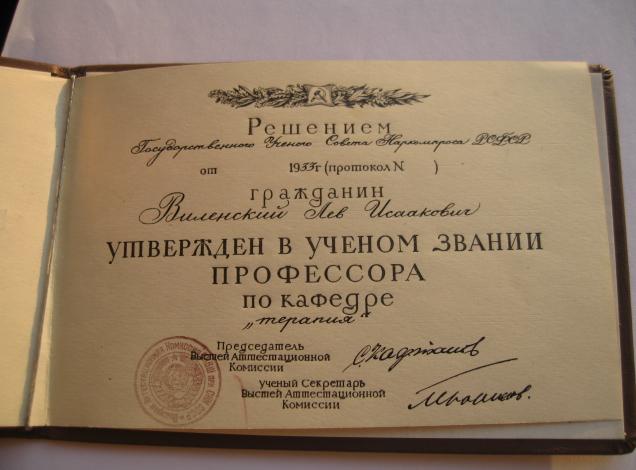 Решением
Государственного Ученого Совета Наркомпроса РСФСР
от 1933г (протокол N )
гражданин
Виленский Лев Исаакович
УТВЕРЖДЕН В УЧЕНОМ ЗВАНИИ
ПРОФЕССОРА
по кафедре
„терапия“
Председатель
Высшей Аттестационной
Комиссии
С. Кафтанов
ученый Секретарь
Высшей Аттестационной
Комиссии